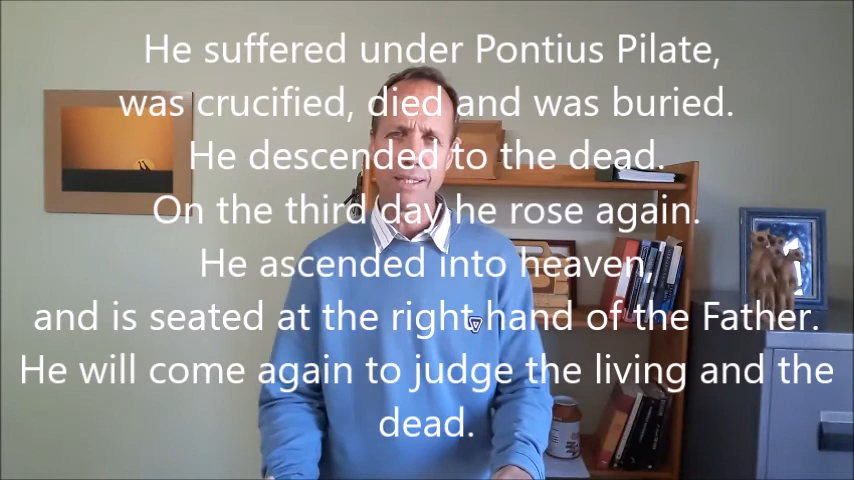 He suffered under Pontius Pilate,
was crucified, died and was buried.
He descended to the dead.
On the third day he rose again.
He ascended into heaven,
and is seated at the right hand of the Father.
He will come again to judge the living and the
dead.